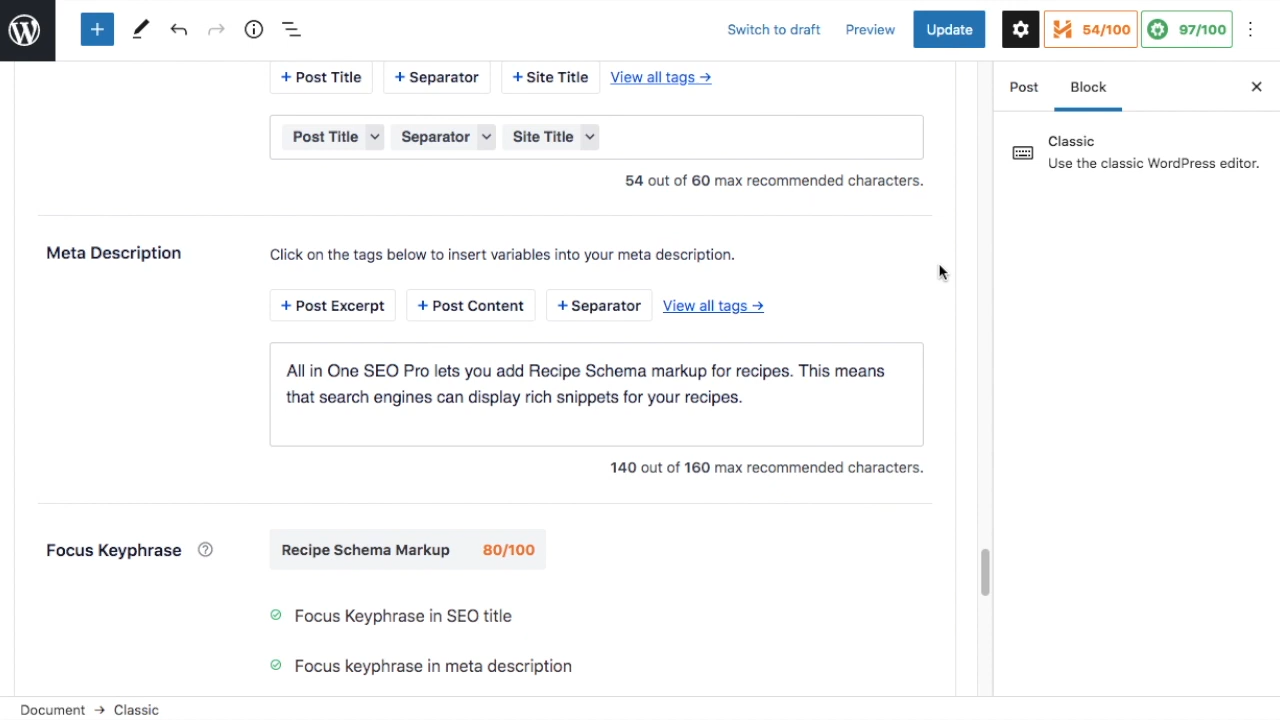 Switch to draft Preview Update 54/100 97/100
Post Block
+ Post Title + Separator + Site Title View all tags →
Post Title Separator Site Title
54 out of 60 max recommended characters.
Classic
Use the classic WordPress editor.
Meta Description
Click on the tags below to insert variables into your meta description.
+ Post Excerpt + Post Content + Separator View all tags →
All in One SEO Pro lets you add Recipe Schema markup for recipes. This means
that search engines can display rich snippets for your recipes.
140 out of 160 max recommended characters.
Focus Keyphrase ?
Recipe Schema Markup 80/100
Focus Keyphrase in SEO title
Focus keyphrase in meta description
Document → Classic